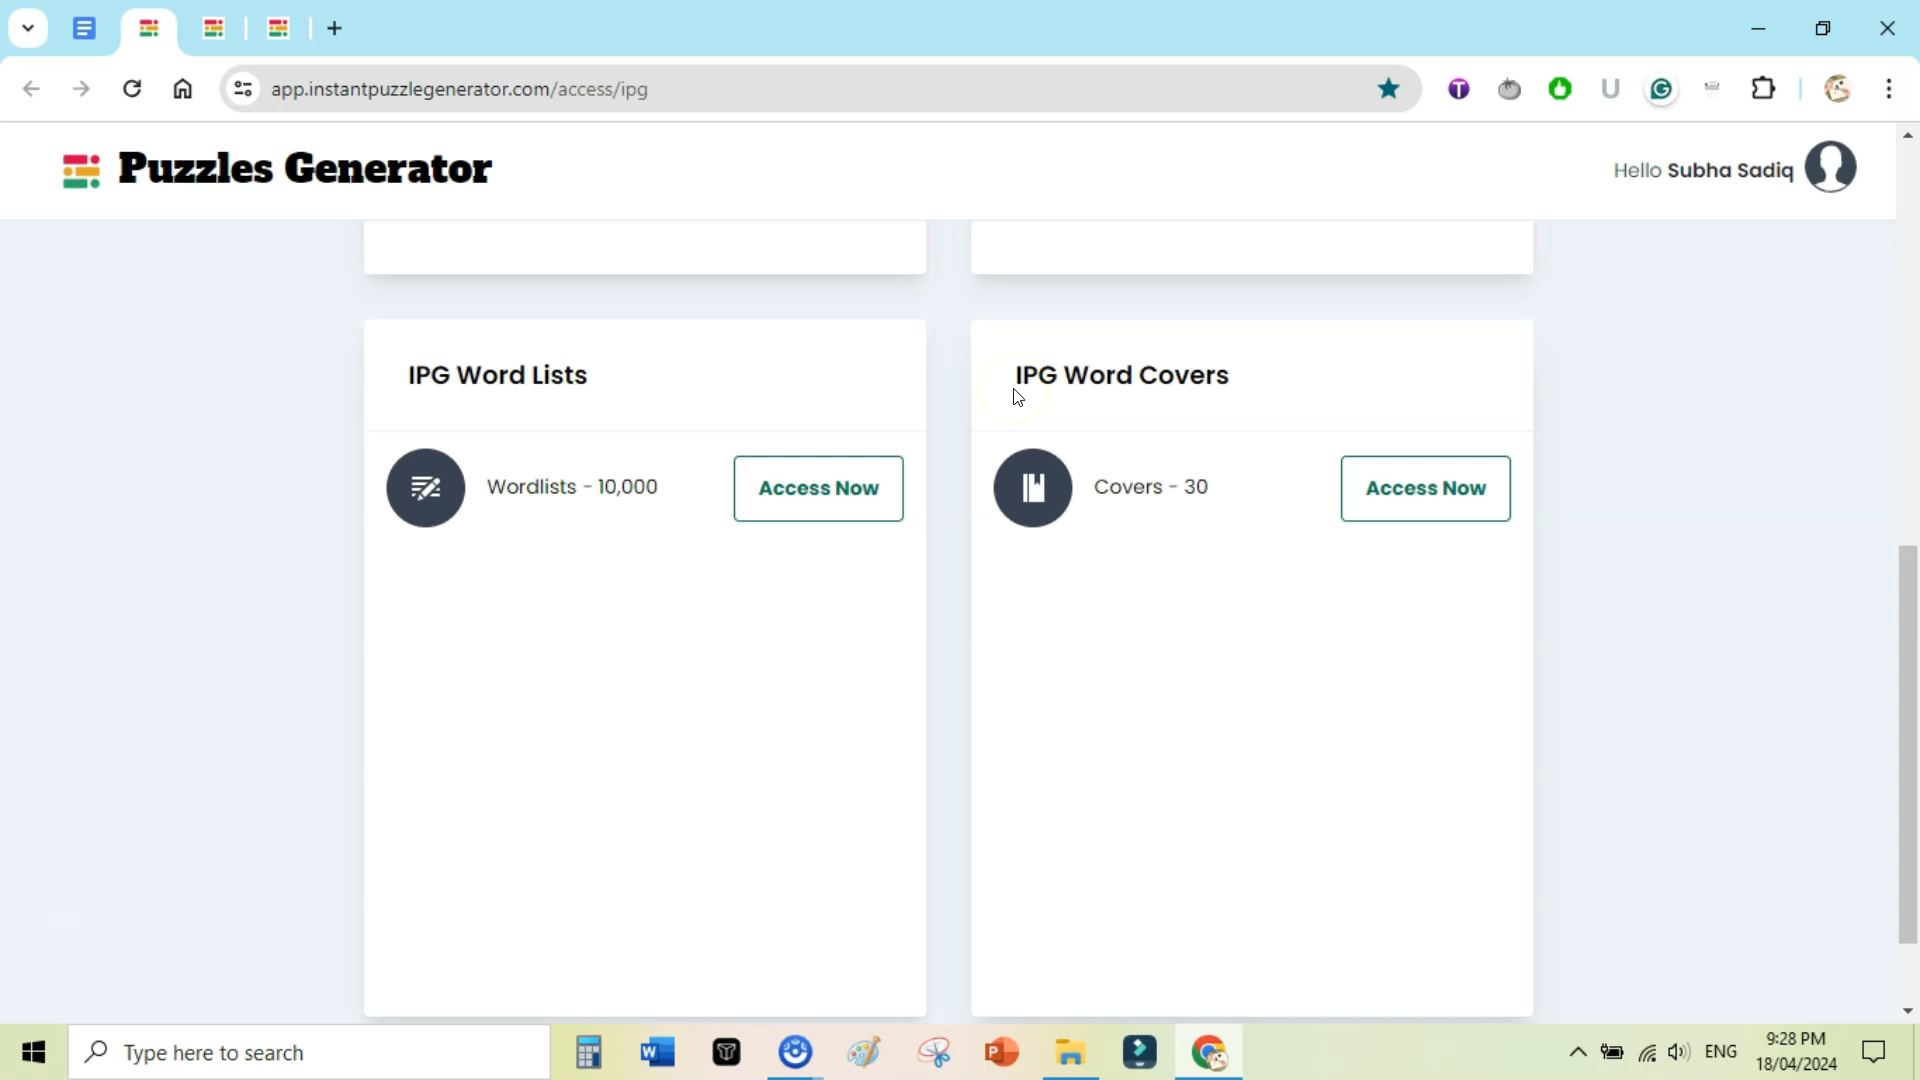 app.instantpuzzlegenerator.com/access/ipg
Puzzles Generator
Hello Subha Sadiq
IPG Word Lists
IPG Word Covers
Wordlists - 10,000
Access Now
Covers - 30
Access Now
Type here to search
ENG
9:28 PM
18/04/2024